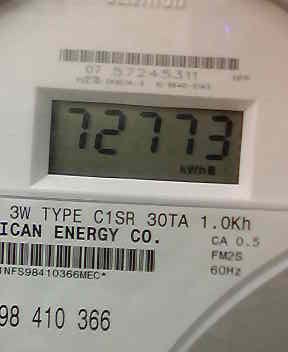 07 57245311
72773
kWh
3W TYPE C1SR 30TA 1.0Kh
ICAN ENERGY CO.
CA 0.5
FM2S
60Hz
NFS98410366MEC*
98 410 366